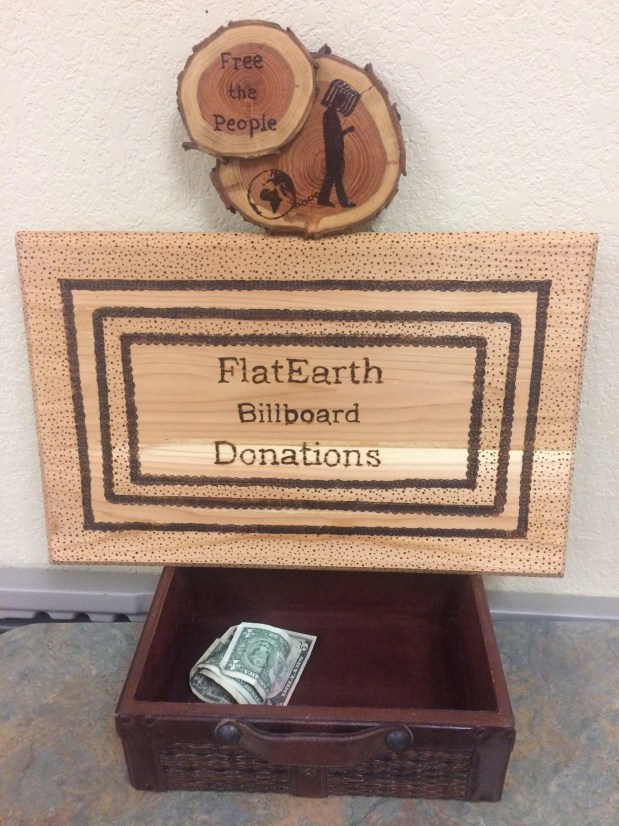 Free
the
People
FlatEarth
Billboard
Donations